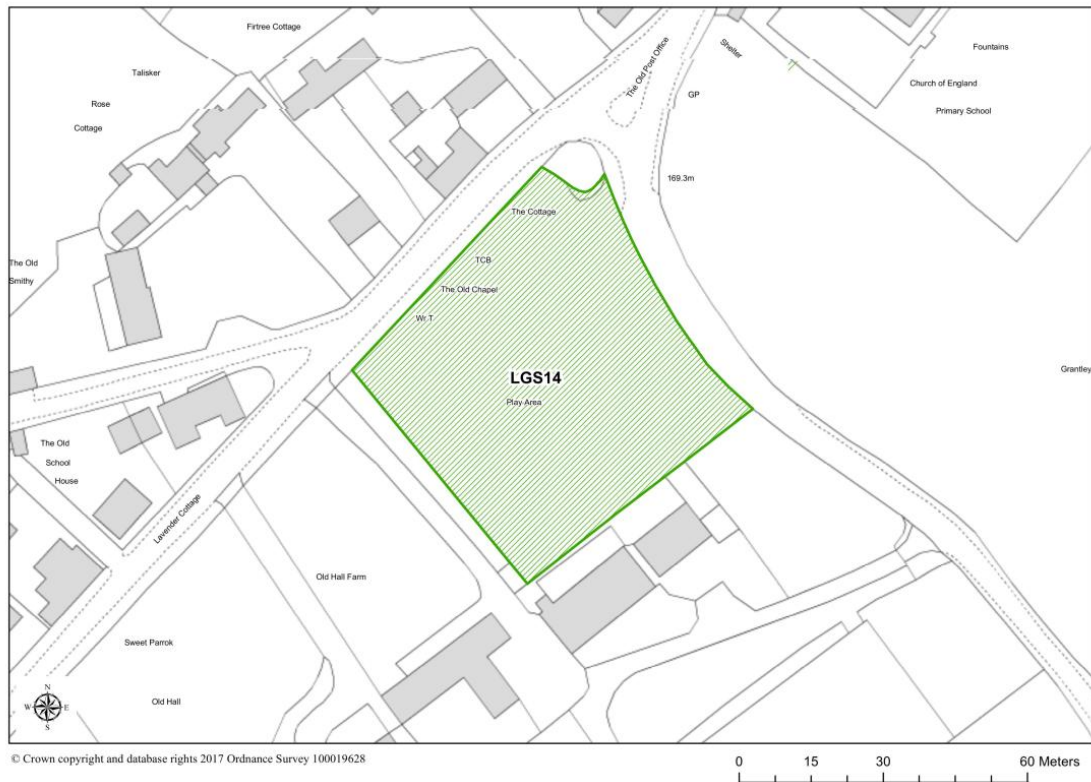 Firtree Cottage
The Old Post Office
Shelter
Fountains
Talisker
Church of England
GP
Rose
Cottage
Primary School
169.3m
The Cottage
The Old
Smithy
TCB
The Old Chapel
Wr T
LGS14
Grantley
Play Area
The Old
School
House
Lavender Cottage
Old Hall Farm
Sweet Parrok
Old Hall
N
W
E
S
© Crown copyright and database rights 2017 Ordnance Survey 100019628
0 15 30 60 Meters